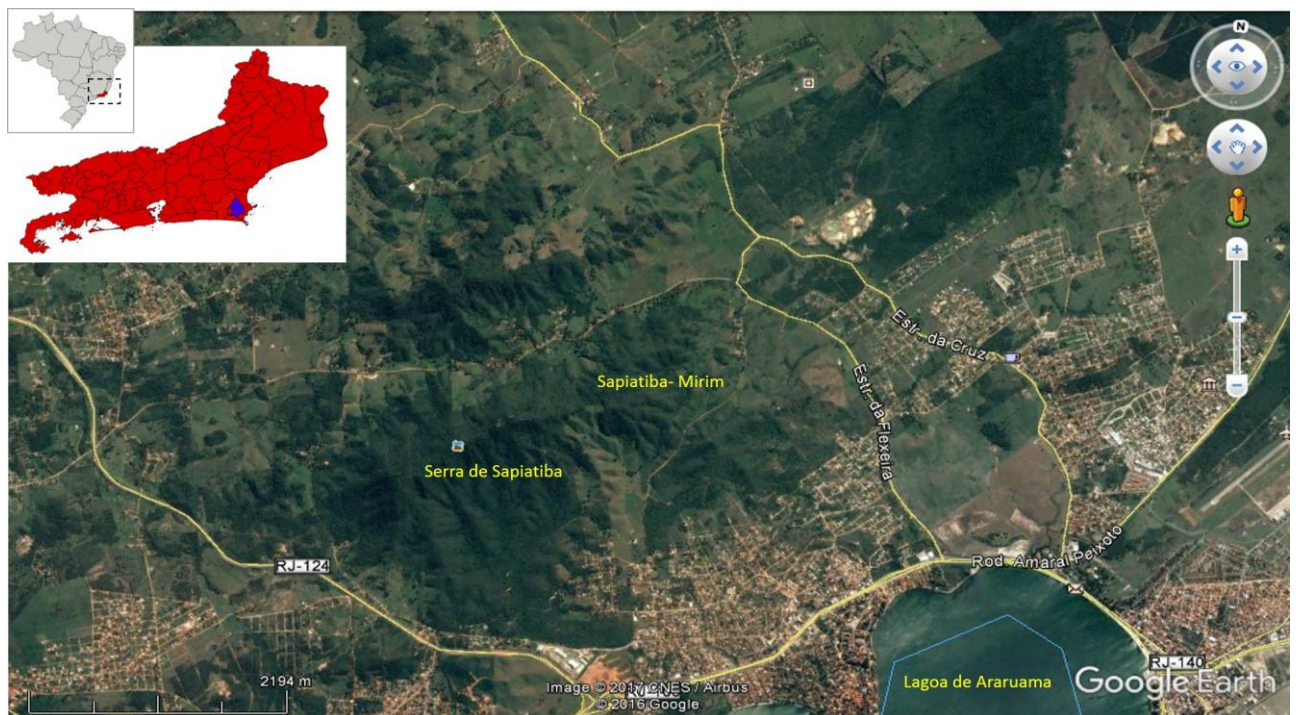 N
Estr. da Cruz
Sapiatiba- Mirim
Estr. da Flexeira
Serra de Sapiatiba
Rod. Amaral Peixoto
RJ-124
RJ-140
2194 m
Lagoa de Araruama
Image © 2017 CNES / Airbus
© 2016 Google
Google Earth